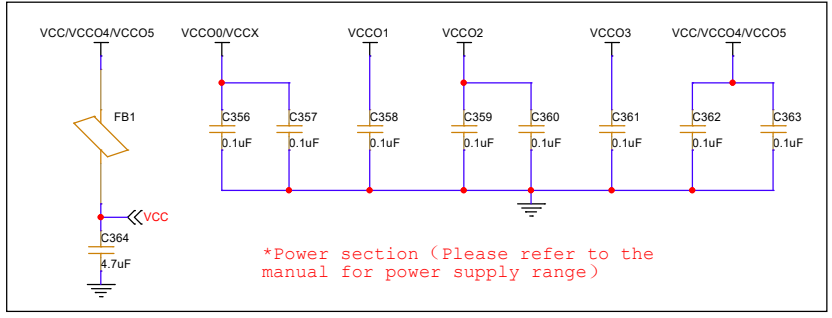 VCC/VCCO4/VCCO5
VCCO0/VCCX
VCCO1
VCCO2
VCCO3
VCC/VCCO4/VCCO5
FB1
C356
0.1uF
C357
0.1uF
C358
0.1uF
C359
0.1uF
C360
0.1uF
C361
0.1uF
C362
0.1uF
C363
0.1uF
VCC
C364
4.7uF
*Power section（Please refer to the
manual for power supply range）